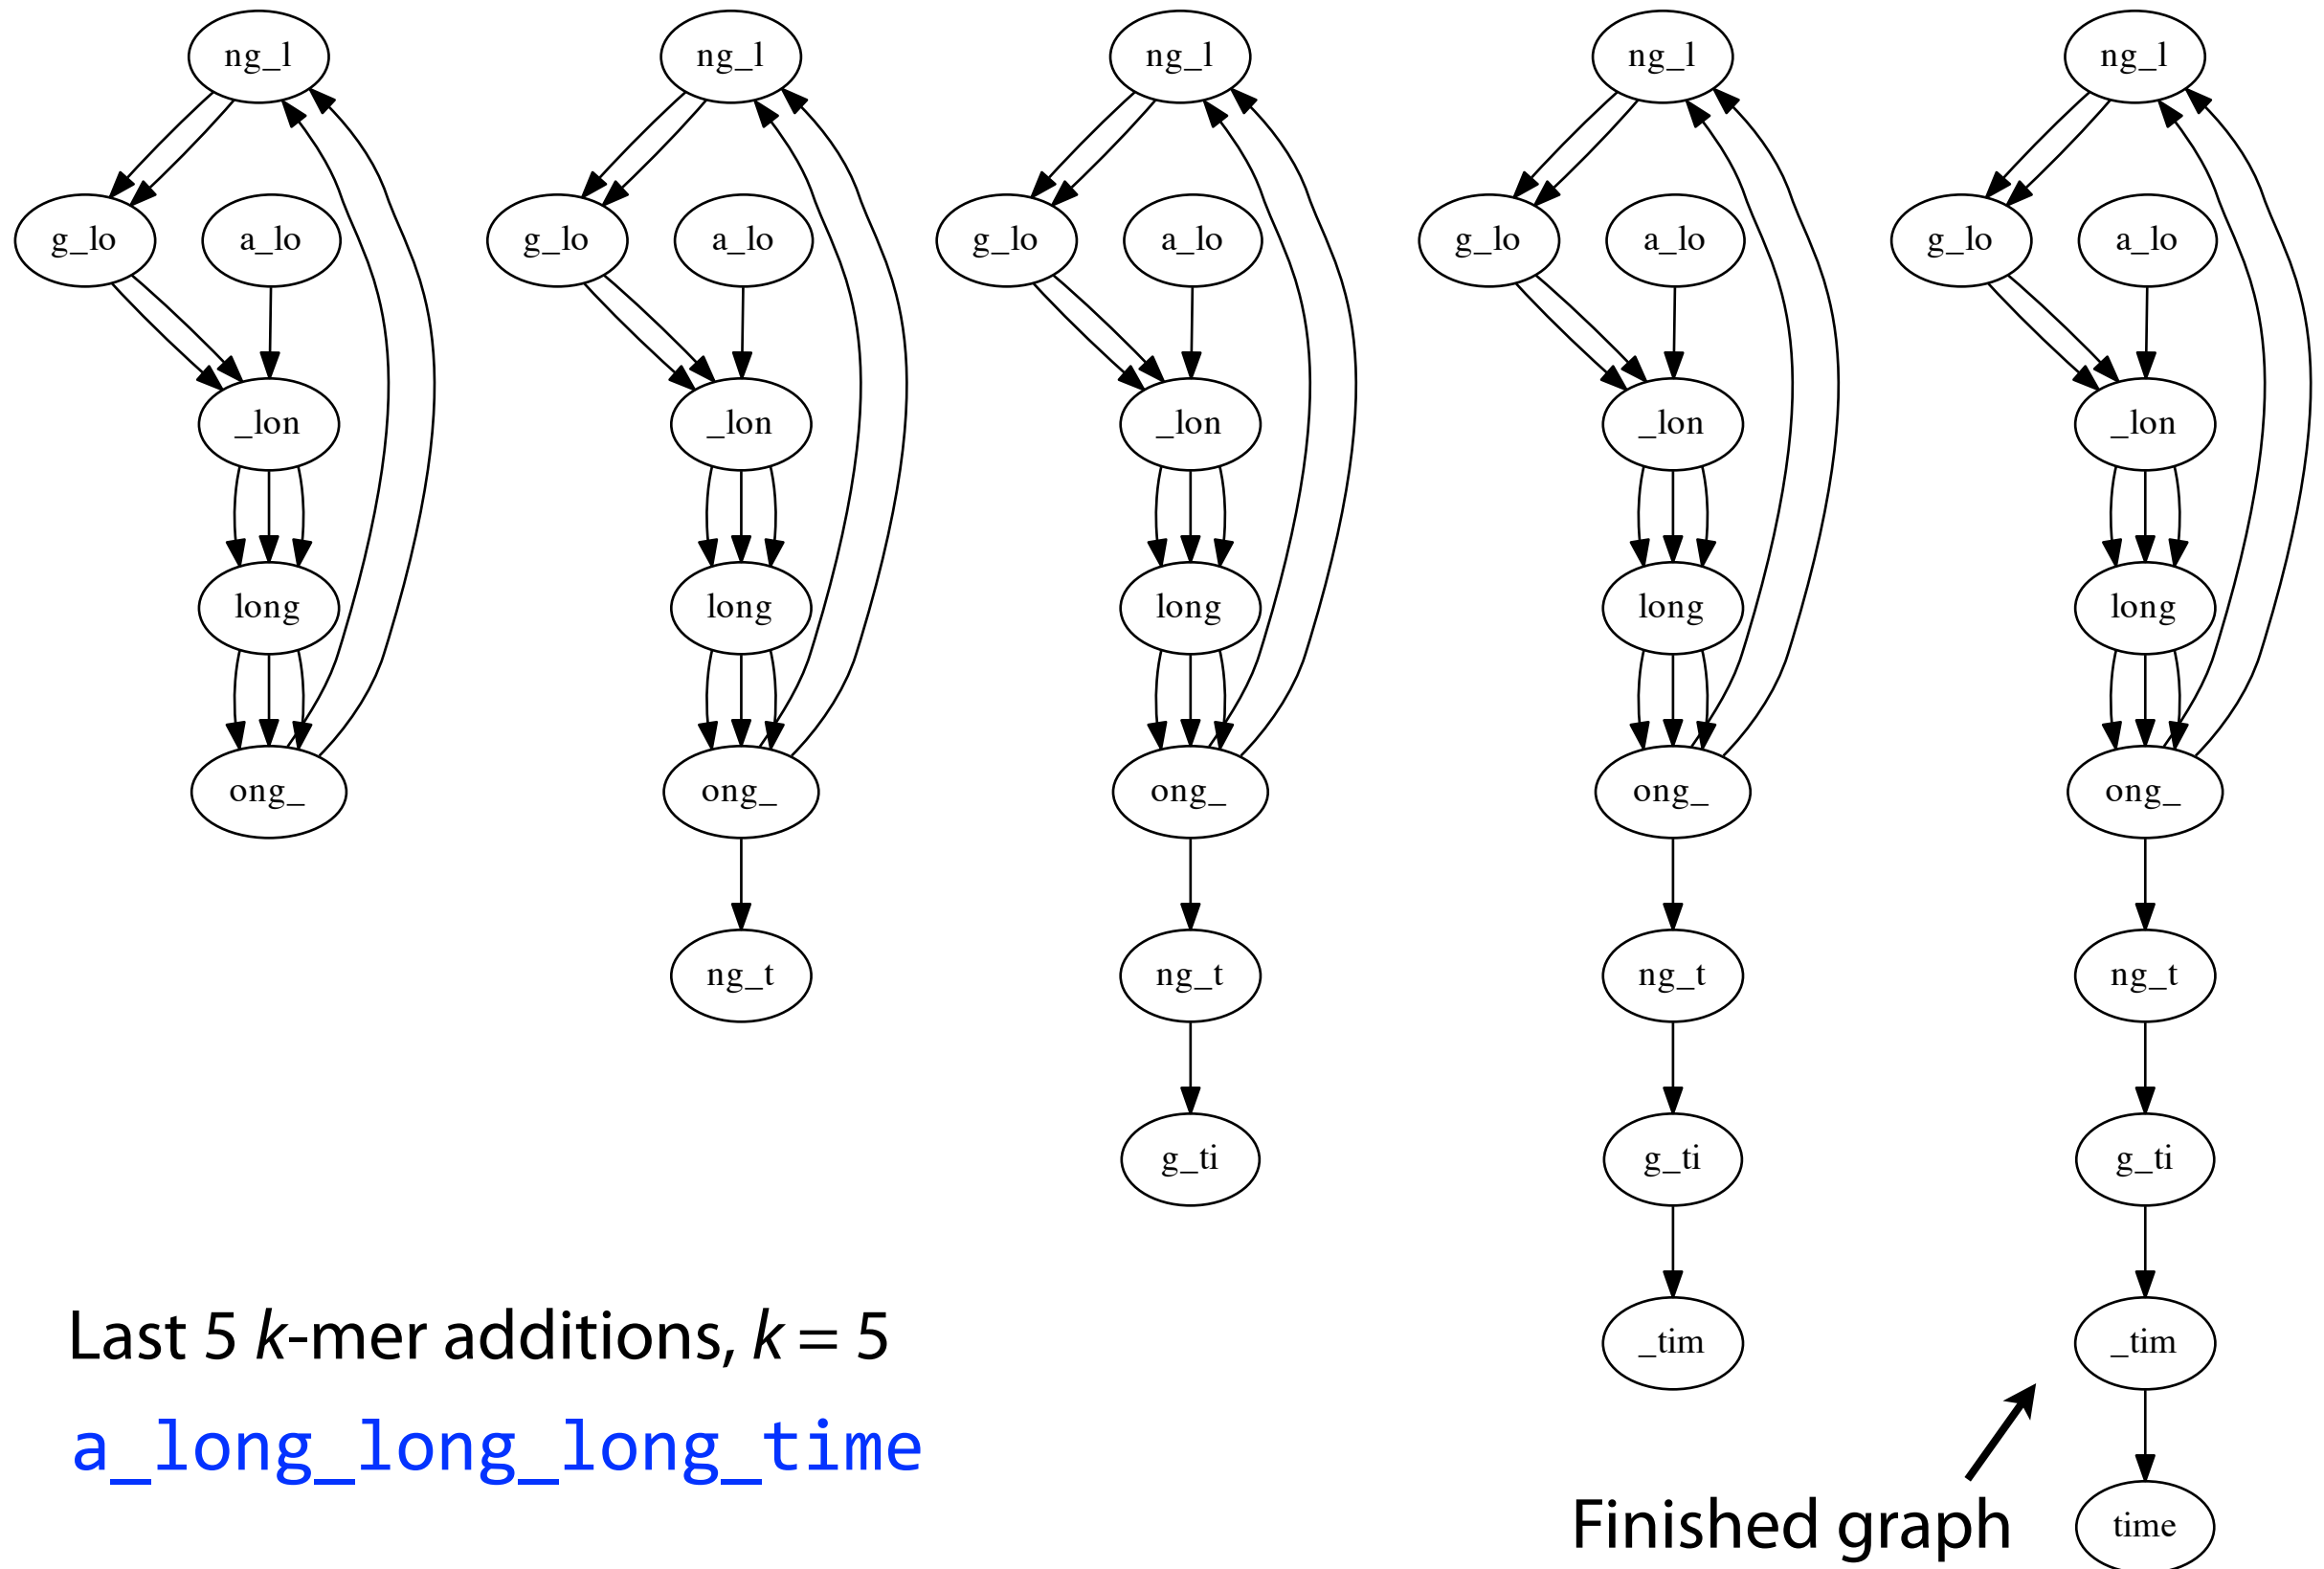 ng_l ng_l ng_l ng_l ng_l
g_lo a_lo g_lo a_lo g_lo a_lo g_lo a_lo g_lo a_lo
_lon _lon _lon _lon _lon
long long long long long
ong_ ong_ ong_ ong_ ong_
ng_t ng_t ng_t ng_t
g_ti g_ti g_ti
_tim _tim
time
Last 5 k-mer additions, k = 5
a_long_long_long_time
Finished graph